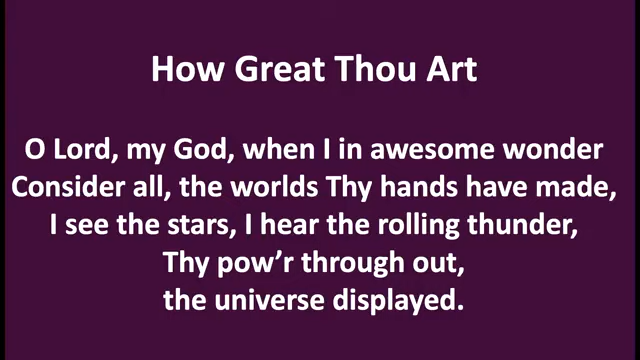 How Great Thou Art
O Lord, my God, when I in awesome wonder
Consider all, the worlds Thy hands have made,
I see the stars, I hear the rolling thunder,
Thy pow’r through out,
the universe displayed.